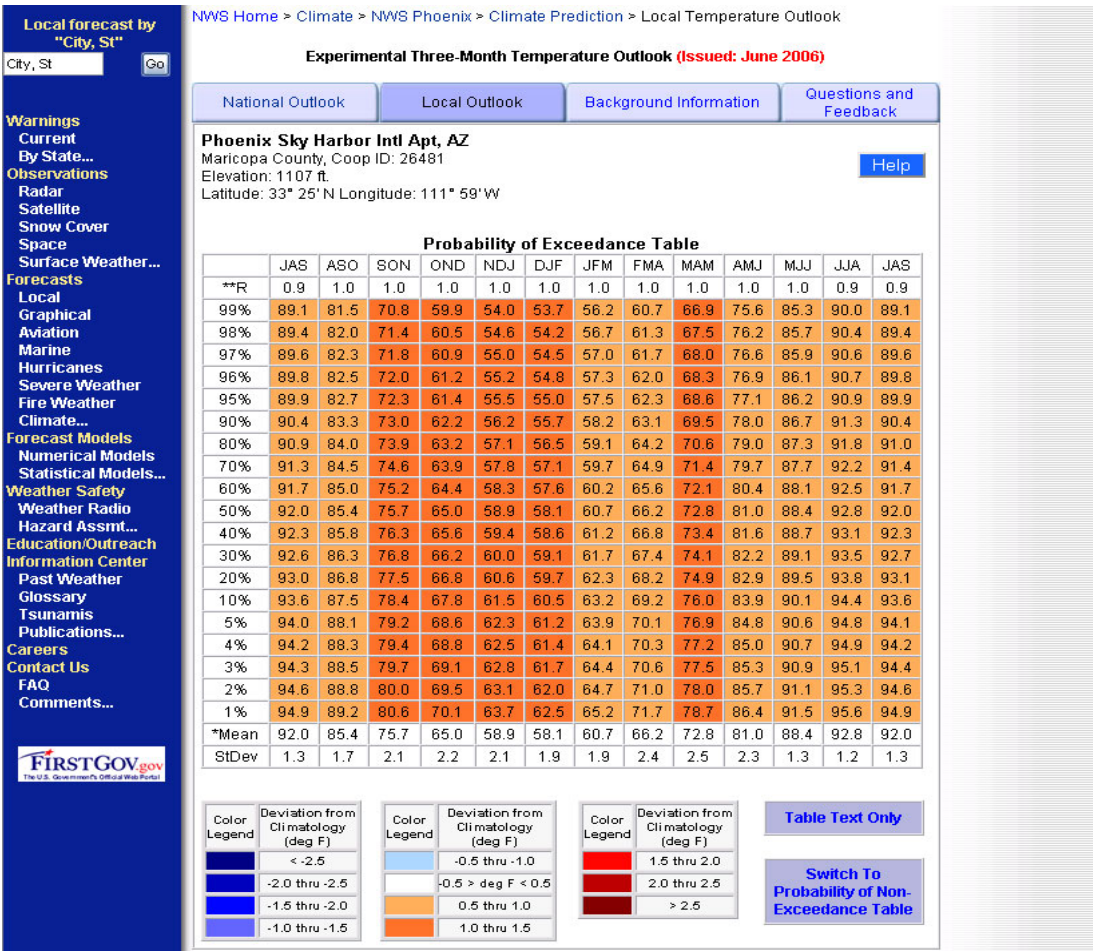 Local forecast by
"City, St"
City, St Go
Warnings
Current
By State...
Observations
Radar
Satellite
Snow Cover
Space
Surface Weather...
Forecasts
Local
Graphical
Aviation
Marine
Hurricanes
Severe Weather
Fire Weather
Climate...
Forecast Models
Numerical Models
Statistical Models...
Weather Safety
Weather Radio
Hazard Assmt...
Education/Outreach
Information Center
Past Weather
Glossary
Tsunamis
Publications...
Careers
Contact Us
FAQ
Comments...
FIRSTGOV.gov
The U.S. Government's Official Web Portal
NWS Home > Climate > NWS Phoenix > Climate Prediction > Local Temperature Outlook
Experimental Three-Month Temperature Outlook (Issued: June 2006)
National Outlook Local Outlook Background Information Questions and
Feedback
Phoenix Sky Harbor Intl Apt, AZ
Maricopa County, Coop ID: 26481
Elevation: 1107 ft.
Latitude: 33° 25' N Longitude: 111° 59' W
Help
Probability of Exceedance Table
JAS ASO SON OND NDJ DJF JFM FMA MAM AMJ MJJ JJA JAS
**R 0.9 1.0 1.0 1.0 1.0 1.0 1.0 1.0 1.0 1.0 1.0 0.9 0.9
99% 89.1 81.5 70.8 59.9 54.0 53.7 56.2 60.7 66.9 75.6 85.3 90.0 89.1
98% 89.4 82.0 71.4 60.5 54.6 54.2 56.7 61.3 67.5 76.2 85.7 90.4 89.4
97% 89.6 82.3 71.8 60.9 55.0 54.5 57.0 61.7 68.0 76.6 85.9 90.6 89.6
96% 89.8 82.5 72.0 61.2 55.2 54.8 57.3 62.0 68.3 76.9 86.1 90.7 89.8
95% 89.9 82.7 72.3 61.4 55.5 55.0 57.5 62.3 68.6 77.1 86.2 90.9 89.9
90% 90.4 83.3 73.0 62.2 56.2 55.7 58.2 63.1 69.5 78.0 86.7 91.3 90.4
80% 90.9 84.0 73.9 63.2 57.1 56.5 59.1 64.2 70.6 79.0 87.3 91.8 91.0
70% 91.3 84.5 74.6 63.9 57.8 57.1 59.7 64.9 71.4 79.7 87.7 92.2 91.4
60% 91.7 85.0 75.2 64.4 58.3 57.6 60.2 65.6 72.1 80.4 88.1 92.5 91.7
50% 92.0 85.4 75.7 65.0 58.9 58.1 60.7 66.2 72.8 81.0 88.4 92.8 92.0
40% 92.3 85.8 76.3 65.6 59.4 58.6 61.2 66.8 73.4 81.6 88.7 93.1 92.3
30% 92.6 86.3 76.8 66.2 60.0 59.1 61.7 67.4 74.1 82.2 89.1 93.5 92.7
20% 93.0 86.8 77.5 66.8 60.6 59.7 62.3 68.2 74.9 82.9 89.5 93.8 93.1
10% 93.6 87.5 78.4 67.8 61.5 60.5 63.2 69.2 76.0 83.9 90.1 94.4 93.6
5% 94.0 88.1 79.2 68.6 62.3 61.2 63.9 70.1 76.9 84.8 90.6 94.8 94.1
4% 94.2 88.3 79.4 68.8 62.5 61.4 64.1 70.3 77.2 85.0 90.7 94.9 94.2
3% 94.3 88.5 79.7 69.1 62.8 61.7 64.4 70.6 77.5 85.3 90.9 95.1 94.4
2% 94.6 88.8 80.0 69.5 63.1 62.0 64.7 71.0 78.0 85.7 91.1 95.3 94.6
1% 94.9 89.2 80.6 70.1 63.7 62.5 65.2 71.7 78.7 86.4 91.5 95.6 94.9
*Mean 92.0 85.4 75.7 65.0 58.9 58.1 60.7 66.2 72.8 81.0 88.4 92.8 92.0
StDev 1.3 1.7 2.1 2.2 2.1 1.9 1.9 2.4 2.5 2.3 1.3 1.2 1.3
Color Legend Deviation from Climatology (deg F)
< -2.5
-2.0 thru -2.5
-1.5 thru -2.0
-1.0 thru -1.5
Color Legend Deviation from Climatology (deg F)
-0.5 thru -1.0
-0.5 > deg F < 0.5
0.5 thru 1.0
1.0 thru 1.5
Color Legend Deviation from Climatology (deg F)
1.5 thru 2.0
2.0 thru 2.5
> 2.5
Table Text Only
Switch To
Probability of Non-
Exceedance Table